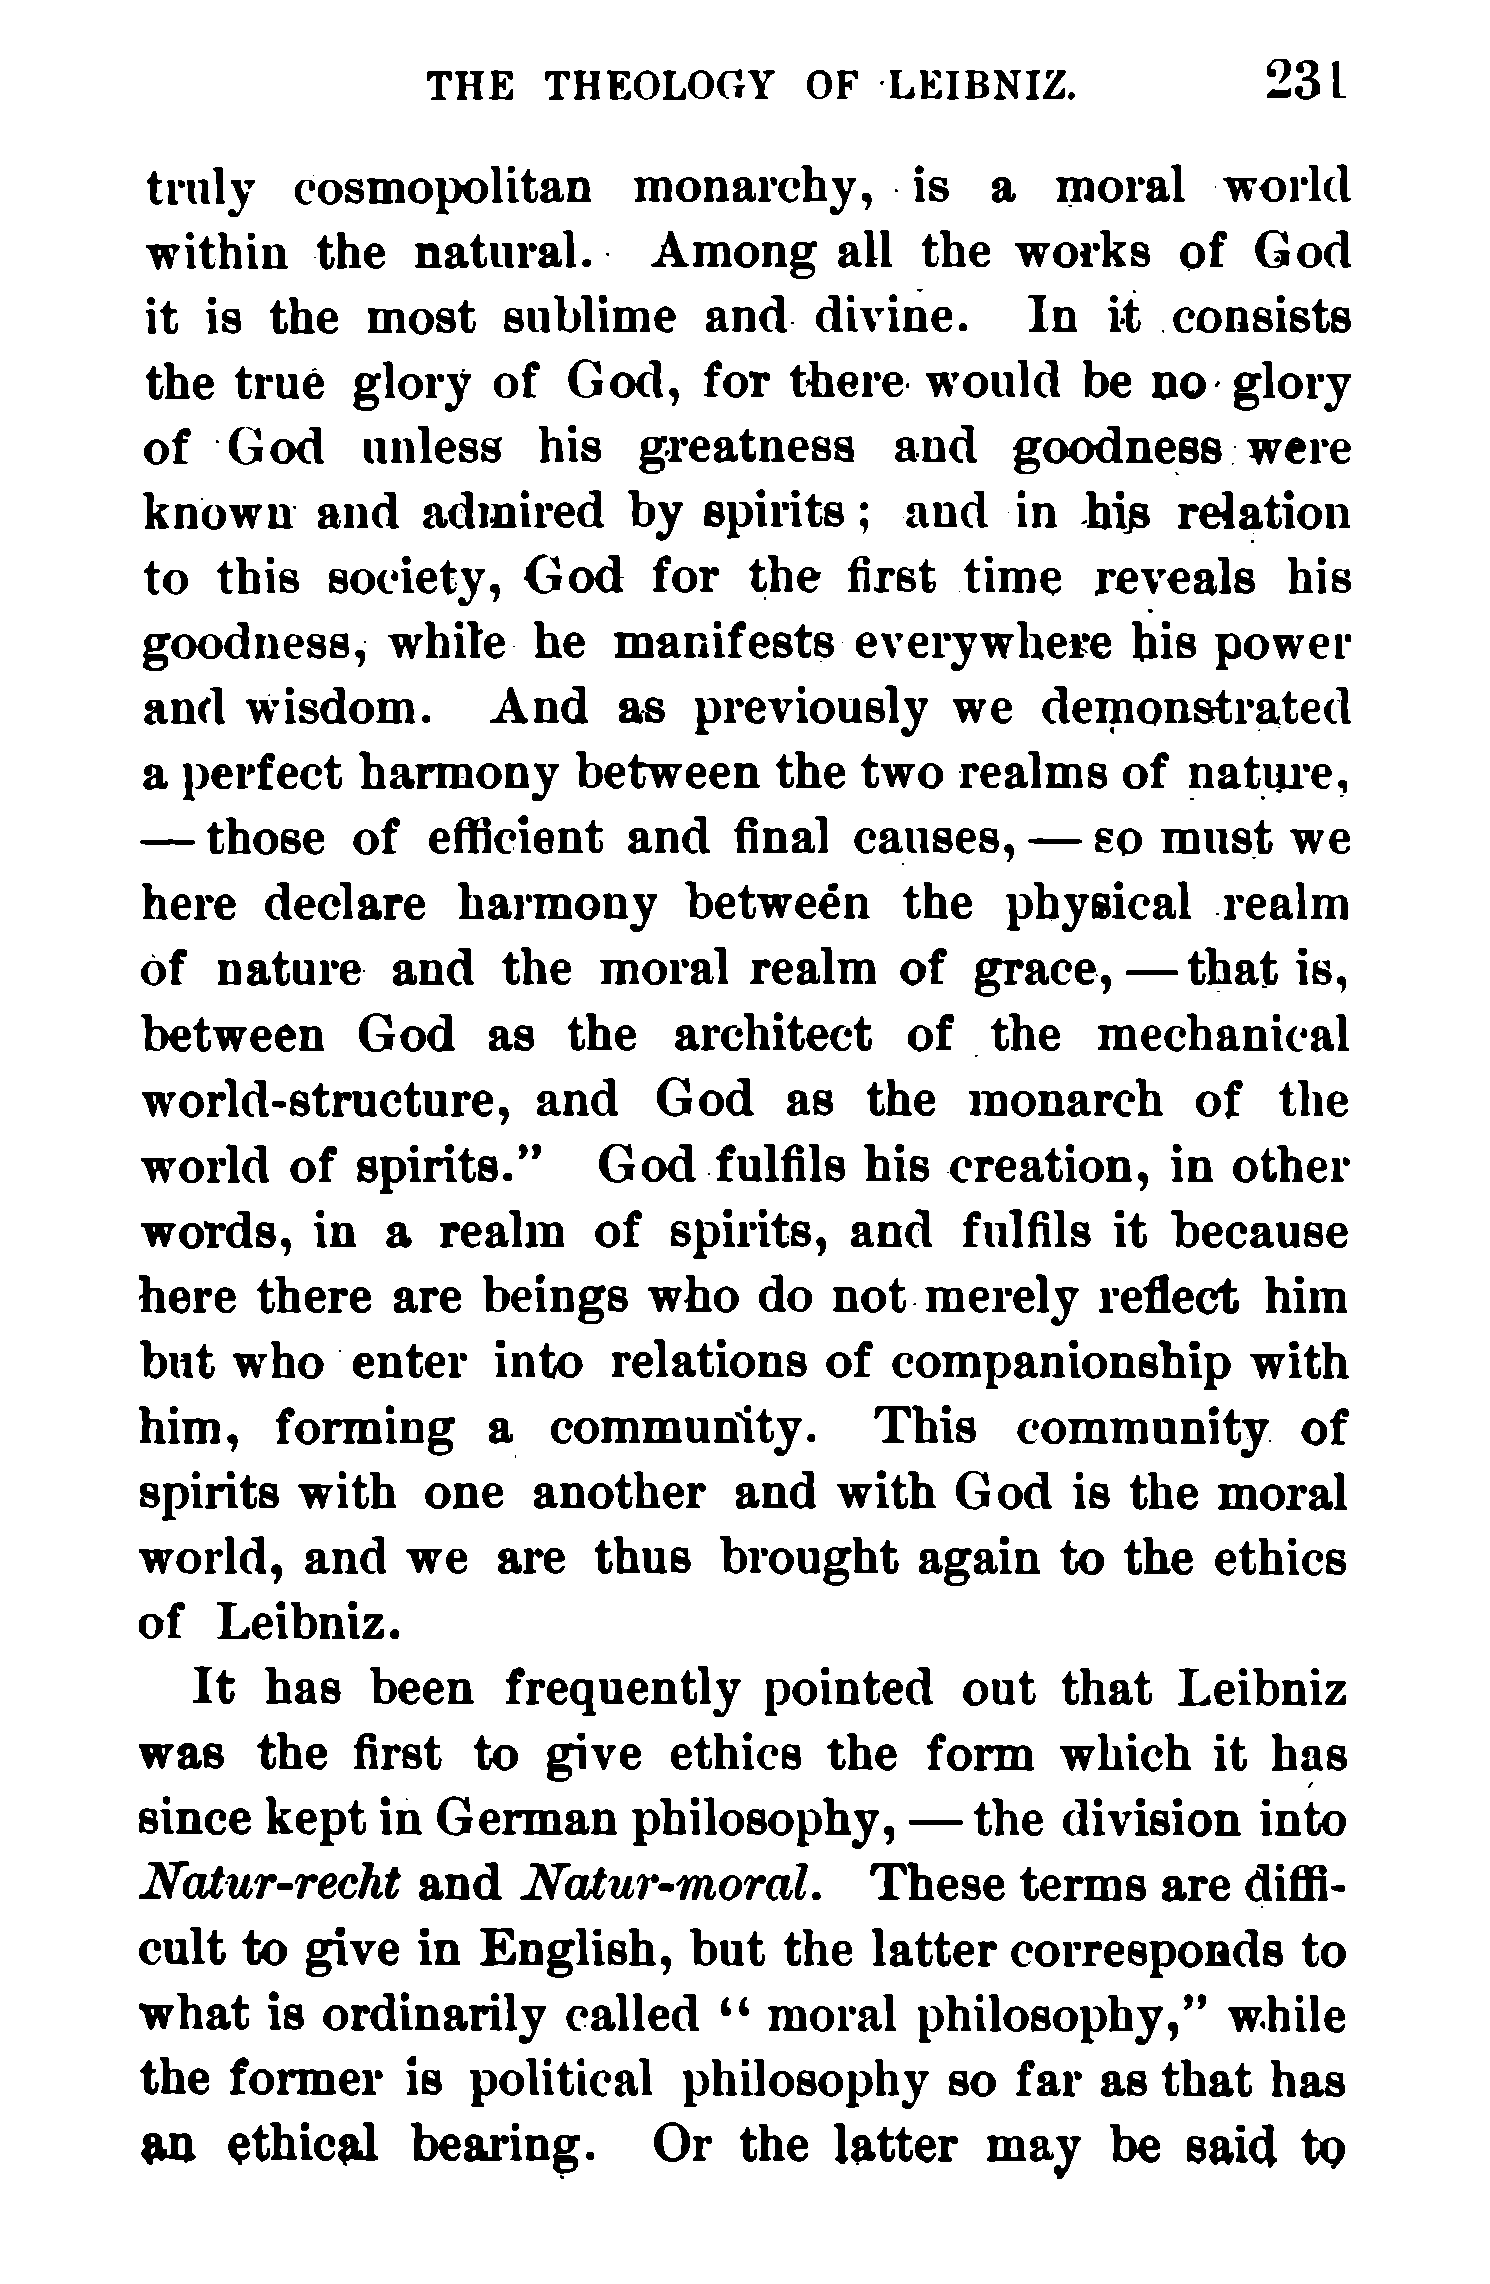 THE THEOLOGY OF LEIBNIZ. 231
truly cosmopolitan monarchy, is a moral world
within the natural. Among all the works of God
it is the most sublime and divine. In it consists
the true glory of God, for there would be no glory
of God unless his greatness and goodness were
known and admired by spirits; and in his relation
to this society, God for the first time reveals his
goodness, while he manifests everywhere his power
and wisdom. And as previously we demonstrated
a perfect harmony between the two realms of nature,
— those of efficient and final causes, — so must we
here declare harmony between the physical realm
of nature and the moral realm of grace, — that is,
between God as the architect of the mechanical
world-structure, and God as the monarch of the
world of spirits." God fulfils his creation, in other
words, in a realm of spirits, and fulfils it because
here there are beings who do not merely reflect him
but who enter into relations of companionship with
him, forming a community. This community of
spirits with one another and with God is the moral
world, and we are thus brought again to the ethics
of Leibniz.
It has been frequently pointed out that Leibniz
was the first to give ethics the form which it has
since kept in German philosophy, — the division into
Natur-recht and Natur-moral. These terms are diffi-
cult to give in English, but the latter corresponds to
what is ordinarily called "moral philosophy," while
the former is political philosophy so far as that has
an ethical bearing. Or the latter may be said to